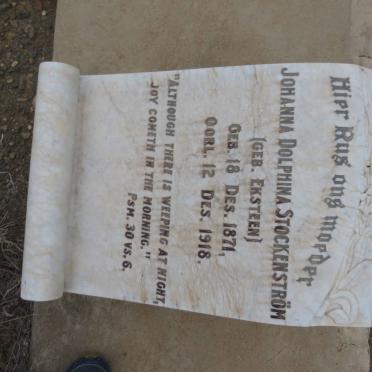 Hier Rus ons moeder
JOHANNA DOLPHINA STOCKENSTRÖM
(GEB. EKSTEEN)
GEB. 18 DES. 1871,
OORL. 12 DES. 1918.
"ALTHOUGH THERE IS WEEPING AT NIGHT,
JOY COMETH IN THE MORNING."
PSM. 30 VS. 6.